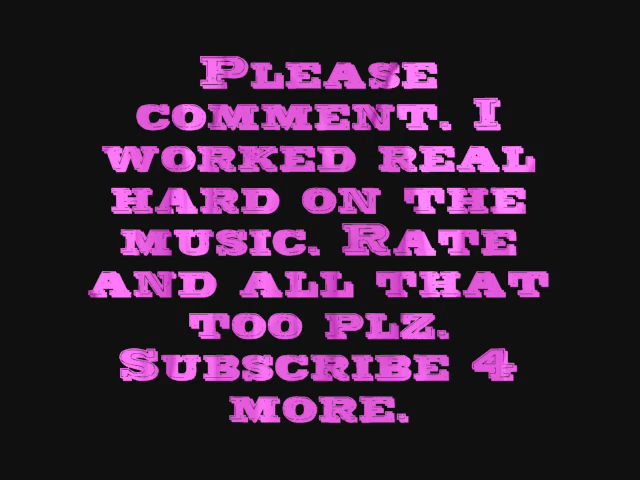 Please
comment. I
worked real
hard on the
music. Rate
and all that
too plz.
Subscribe 4
more.